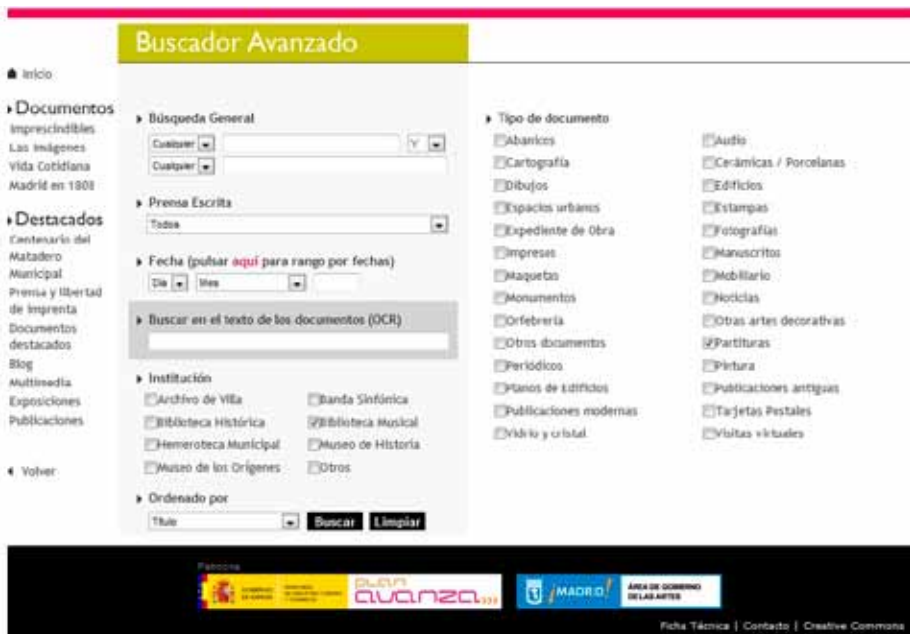 Buscador Avanzado
Inicio
Documentos
Imprescindibles
Las Imágenes
Vida Cotidiana
Madrid en 1808
Destacados
Centenario del
Matadero
Municipal
Prensa y libertad
de imprenta
Documentos
destacados
Blog
Multimedia
Exposiciones
Publicaciones
Volver
Búsqueda General
Cualquier Y
Cualquier
Prensa Escrita
Todos
Fecha (pulsar aquí para rango por fechas)
Día Mes
Buscar en el texto de los documentos (OCR)
Institución
Archivo de Villa Banda Sinfónica
Biblioteca Histórica Biblioteca Musical
Hemeroteca Municipal Museo de Historia
Museo de los Orígenes Otros
Ordenado por
Título Buscar Limpiar
Tipo de documento
Abanicos Audio
Cartografía Cerámicas / Porcelanas
Dibujos Edificios
Espacios urbanos Estampas
Expediente de Obra Fotografías
Impresos Manuscritos
Maquetas Mobiliario
Monumentos Noticias
Orfebrería Otras artes decorativas
Otros documentos Partituras
Periódicos Pintura
Planos de Edificios Publicaciones antiguas
Publicaciones modernas Tarjetas Postales
Vidrio y cristal Visitas virtuales
Patrocina
GOBIERNO
DE ESPAÑA
PLAN
avanza
¡MADRID!
ÁREA DE GOBIERNO
DE LAS ARTES
Ficha Técnica | Contacto | Creative Commons